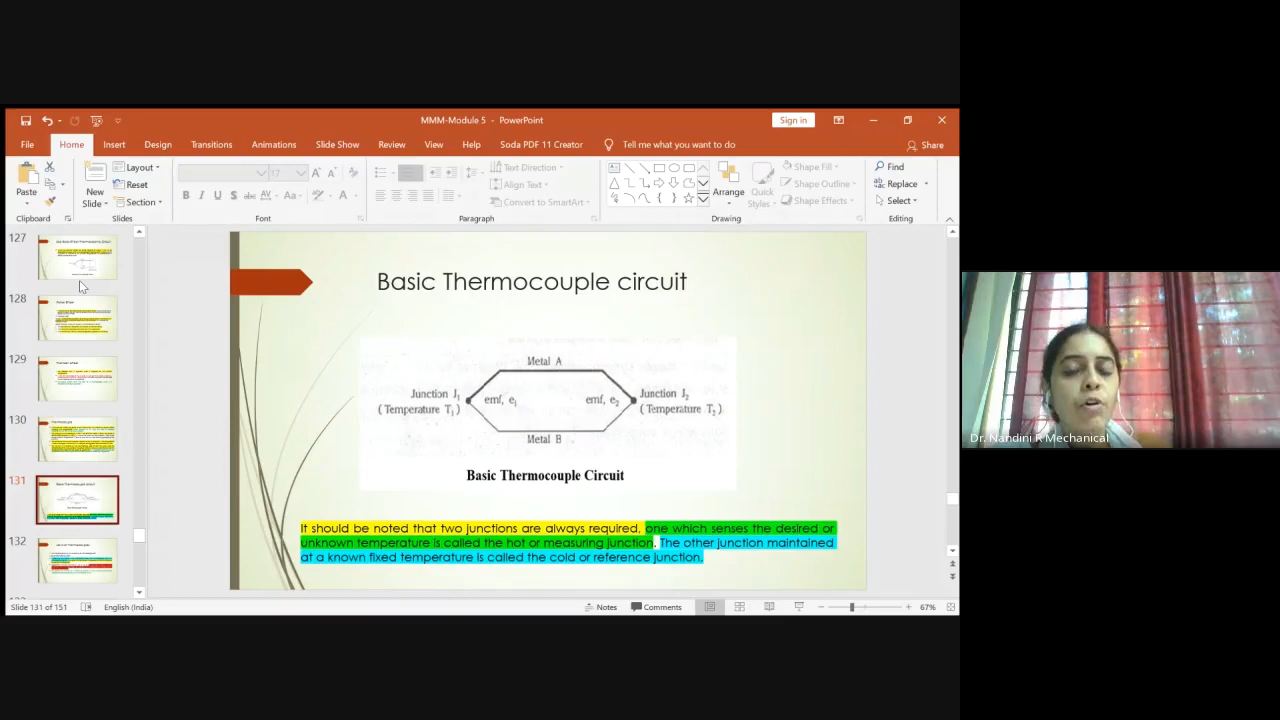 MMM-Module 5 - PowerPoint
Sign in
File Home Insert Design Transitions Animations Slide Show Review View Help Soda PDF 11 Creator Tell me what you want to do Share
Paste
New Slide
Layout
Reset
Section
17
B I U S abc AV Aa A
Text Direction
Align Text
Convert to SmartArt
Arrange
Quick Styles
Shape Fill
Shape Outline
Shape Effects
Find
Replace
Select
Clipboard Slides Font Paragraph Drawing Editing
127
128
129
130
131
132
Basic Thermocouple circuit
Metal A
Junction J1
(Temperature T1)
emf, e1
emf, e2
Junction J2
(Temperature T2)
Metal B
Basic Thermocouple Circuit
It should be noted that two junctions are always required, one which senses the desired or
unknown temperature is called the hot or measuring junction. The other junction maintained
at a known fixed temperature is called the cold or reference junction.
Dr. Nandini R Mechanical
Slide 131 of 151 English (India) Notes Comments 67%